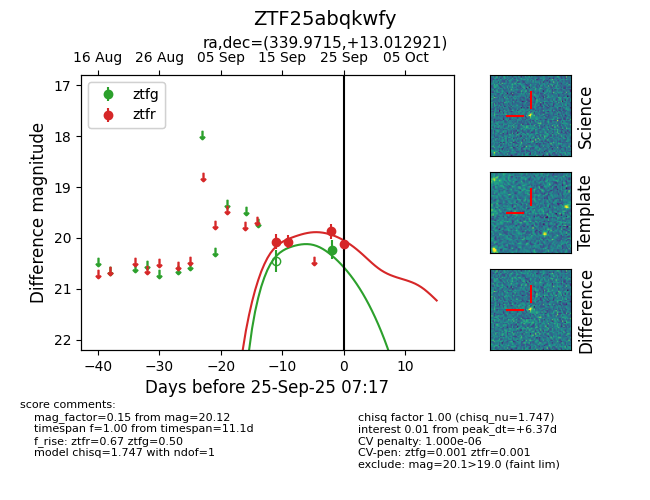 ZTF25abqkwfy
ra,dec=(339.9715,+13.012921)
16 Aug 26 Aug 05 Sep 15 Sep 25 Sep 05 Oct
ztfg
ztfr
17
18
19
20
21
22
Difference magnitude
−40 −30 −20 −10 0 10
Days before 25-Sep-25 07:17
Science
Template
Difference
score comments:
mag_factor=0.15 from mag=20.12
timespan f=1.00 from timespan=11.1d
f_rise: ztfr=0.67 ztfg=0.50
model chisq=1.747 with ndof=1
chisq factor 1.00 (chisq_nu=1.747)
interest 0.01 from peak_dt=+6.37d
CV penalty: 1.000e-06
CV-pen: ztfg=0.001 ztfr=0.001
exclude: mag=20.1>19.0 (faint lim)